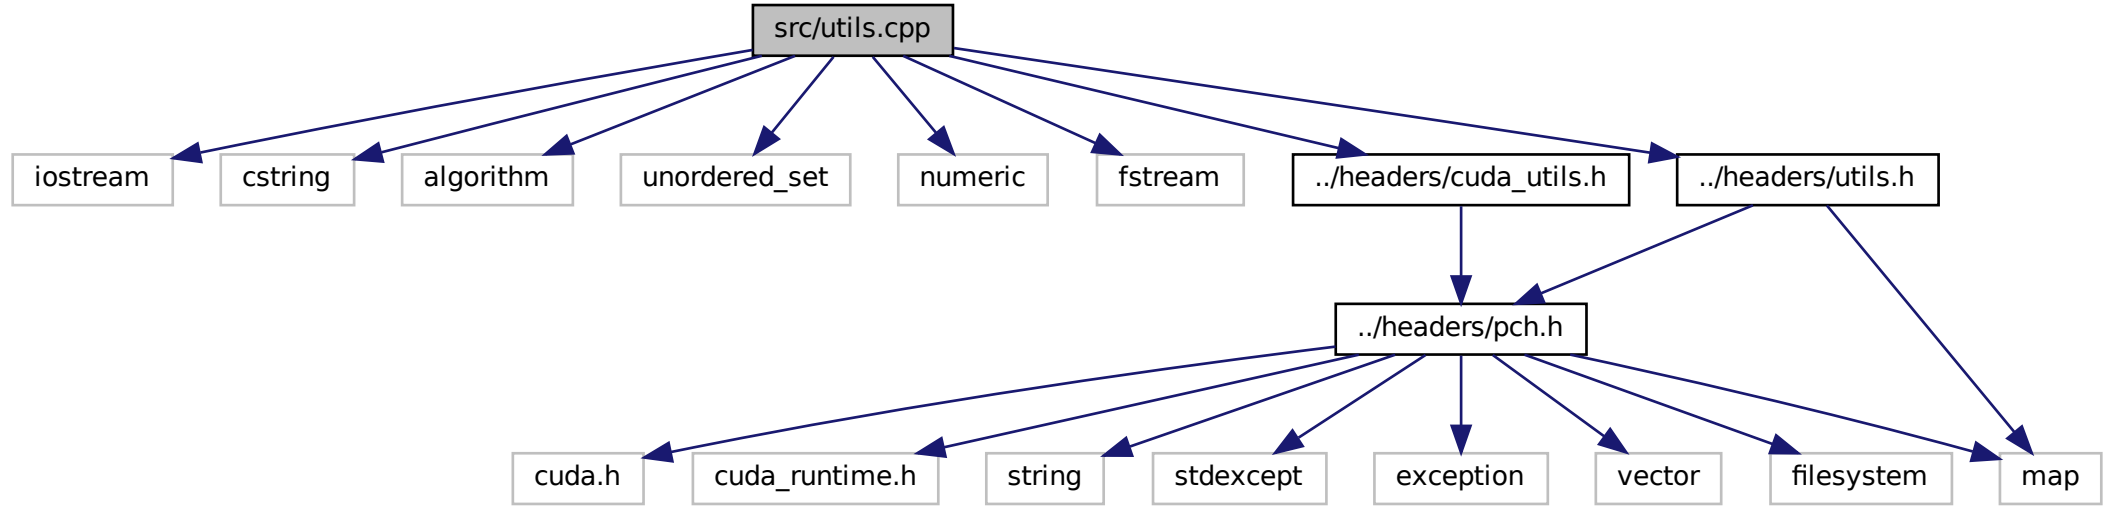 src/utils.cpp
iostream
cstring
algorithm
unordered_set
numeric
fstream
../headers/cuda_utils.h
../headers/utils.h
../headers/pch.h
cuda.h
cuda_runtime.h
string
stdexcept
exception
vector
filesystem
map